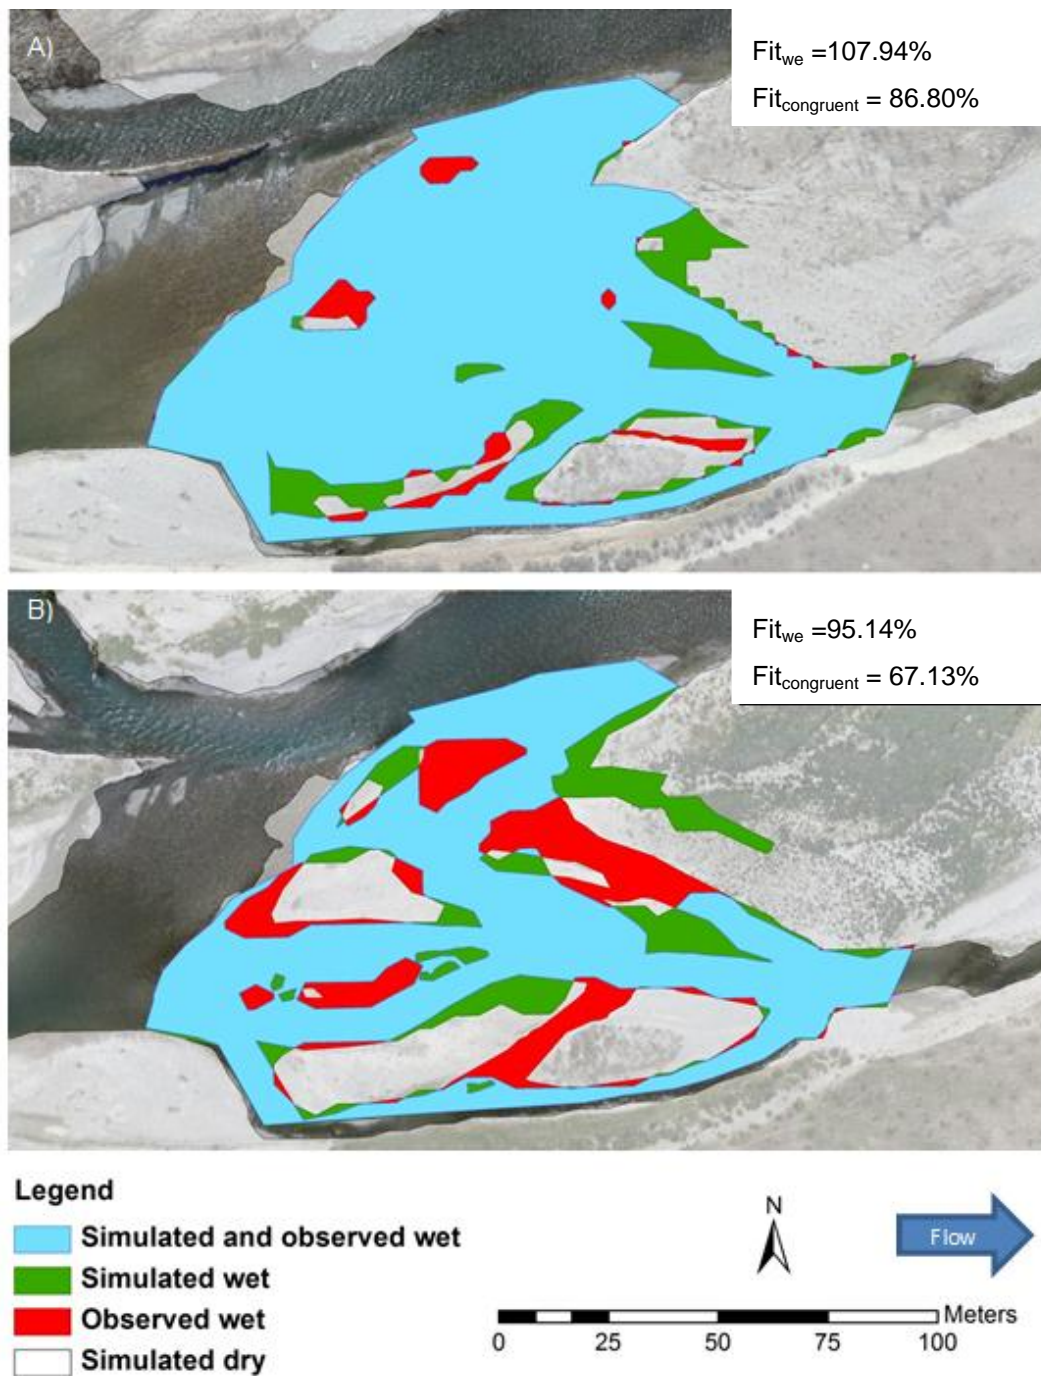 A)
Fitwe =107.94%
Fitcongruent = 86.80%
B)
Fitwe =95.14%
Fitcongruent = 67.13%
Legend
Simulated and observed wet
Simulated wet
Observed wet
Simulated dry
N
Flow
Meters
0 25 50 75 100